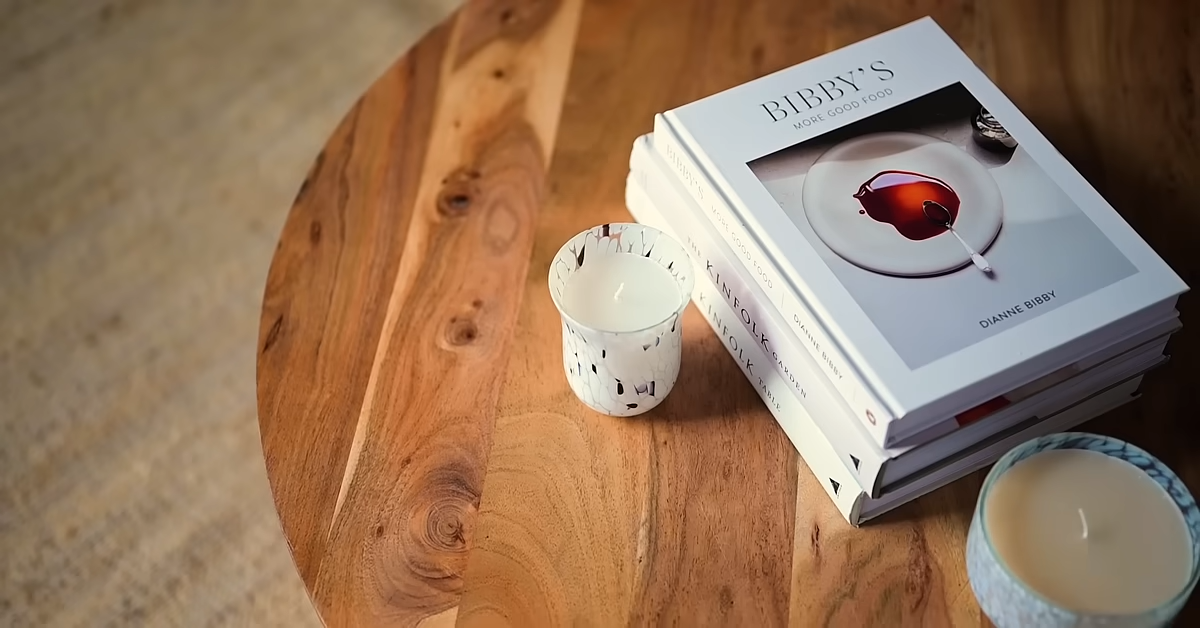 BIBBY'S
MORE GOOD FOOD
DIANNE BIBBY
BIBBY'S MORE GOOD FOOD | DIANNE BIBBY
THE KINFOLK GARDEN
KINFOLK TABLE